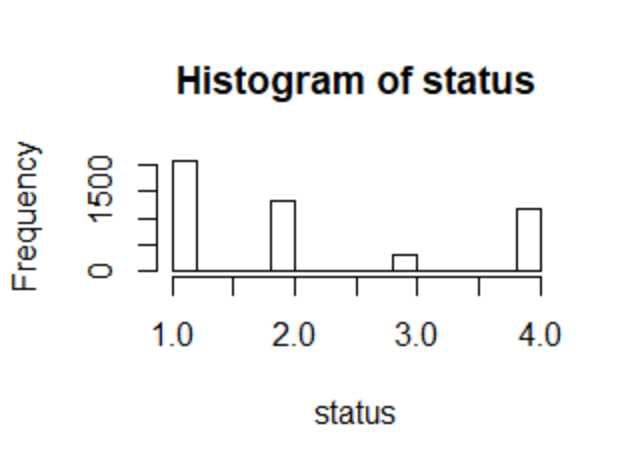 Histogram of status
Frequency
1500
0
1.0 2.0 3.0 4.0
status